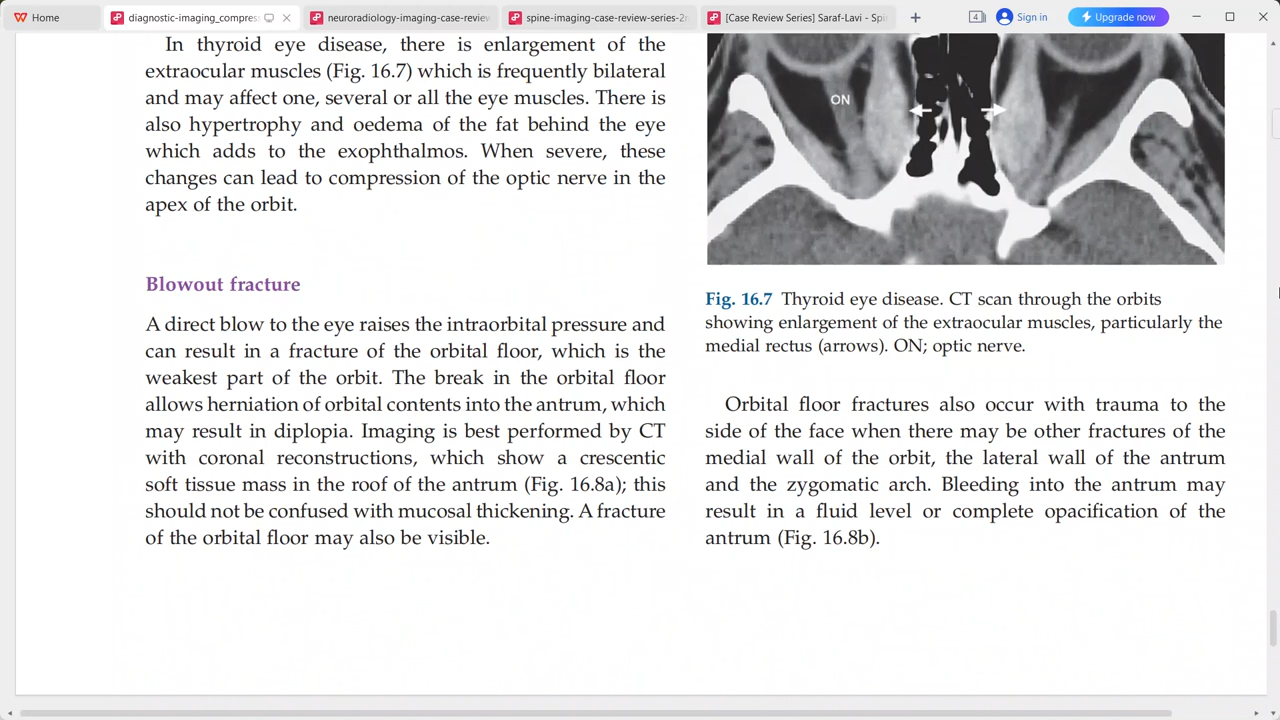 Home
diagnostic-imaging_compress
neuroradiology-imaging-case-review
spine-imaging-case-review-series-2
[Case Review Series] Saraf-Lavi - Spi
4
Sign in
Upgrade now
In thyroid eye disease, there is enlargement of the
extraocular muscles (Fig. 16.7) which is frequently bilateral
and may affect one, several or all the eye muscles. There is
also hypertrophy and oedema of the fat behind the eye
which adds to the exophthalmos. When severe, these
changes can lead to compression of the optic nerve in the
apex of the orbit.
Blowout fracture
A direct blow to the eye raises the intraorbital pressure and
can result in a fracture of the orbital floor, which is the
weakest part of the orbit. The break in the orbital floor
allows herniation of orbital contents into the antrum, which
may result in diplopia. Imaging is best performed by CT
with coronal reconstructions, which show a crescentic
soft tissue mass in the roof of the antrum (Fig. 16.8a); this
should not be confused with mucosal thickening. A fracture
of the orbital floor may also be visible.
ON
Fig. 16.7 Thyroid eye disease. CT scan through the orbits
showing enlargement of the extraocular muscles, particularly the
medial rectus (arrows). ON; optic nerve.
Orbital floor fractures also occur with trauma to the
side of the face when there may be other fractures of the
medial wall of the orbit, the lateral wall of the antrum
and the zygomatic arch. Bleeding into the antrum may
result in a fluid level or complete opacification of the
antrum (Fig. 16.8b).